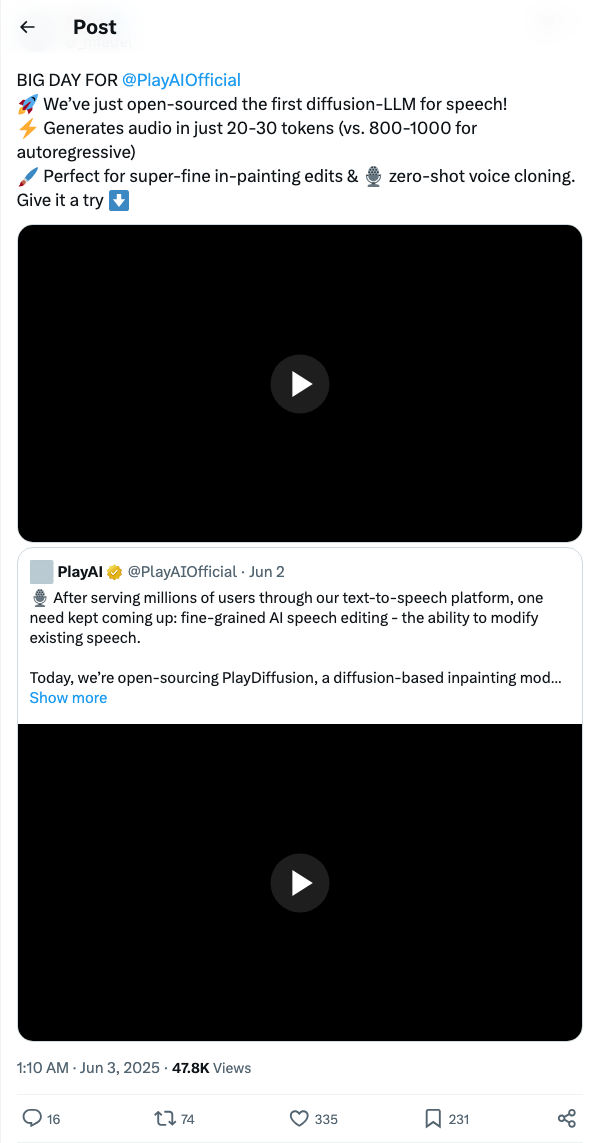 Post
BIG DAY FOR @PlayAIOfficial
🚀 We’ve just open-sourced the first diffusion-LLM for speech!
⚡ Generates audio in just 20-30 tokens (vs. 800-1000 for
autoregressive)
🖌️ Perfect for super-fine in-painting edits & 🎙️ zero-shot voice cloning.
Give it a try ⬇️
PlayAI @PlayAIOfficial · Jun 2
🎙️ After serving millions of users through our text-to-speech platform, one
need kept coming up: fine-grained AI speech editing - the ability to modify
existing speech.
Today, we’re open-sourcing PlayDiffusion, a diffusion-based inpainting mod…
Show more
1:10 AM · Jun 3, 2025 · 47.8K Views
16 74 335 231